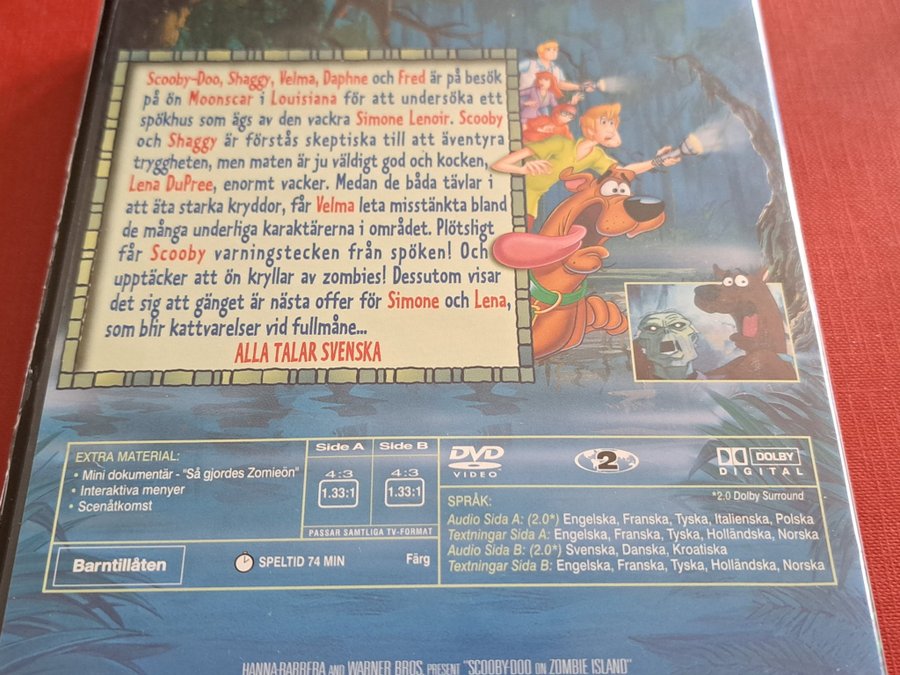 Scooby-Doo, Shaggy, Velma, Daphne och Fred är på besök
på ön Moonscar i Louisiana för att undersöka ett
spökhus som ägs av den vackra Simone Lenoir. Scooby
och Shaggy är förstås skeptiska till att äventyra
tryggheten, men maten är ju väldigt god och kocken,
Lena DuPree, enormt vacker. Medan de båda tävlar i
att äta starka kryddor, får Velma leta misstänkta bland
de många underliga karaktärerna i området. Plötsligt
får Scooby varningstecken från spöken! Och
upptäcker att ön kryllar av zombies! Dessutom visar
det sig att gänget är nästa offer för Simone och Lena,
som blir kattvarelser vid fullmåne...
ALLA TALAR SVENSKA
EXTRA MATERIAL:
• Mini dokumentär - "Så gjordes Zomieön"
• Interaktiva menyer
• Scenåtkomst
Side A Side B
4:3 4:3
1.33:1 1.33:1
PASSAR SAMTLIGA TV-FORMAT
Barntillåten
SPELTID 74 MIN
Färg
DVD
VIDEO
2
DOLBY
DIGITAL
*2.0 Dolby Surround
SPRÅK:
Audio Sida A: (2.0*) Engelska, Franska, Tyska, Italienska, Polska
Textningar Sida A: Engelska, Franska, Tyska, Holländska, Norska
Audio Sida B: (2.0*) Svenska, Danska, Kroatiska
Textningar Sida B: Engelska, Franska, Tyska, Holländska, Norska
HANNA-BARBERA AND WARNER BROS. PRESENT "SCOOBY-DOO ON ZOMBIE ISLAND"